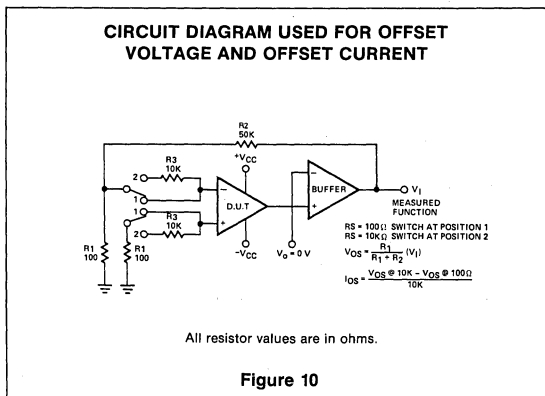 CIRCUIT DIAGRAM USED FOR OFFSET
VOLTAGE AND OFFSET CURRENT
R2
50K
+VCC
R3
10K
2
1
1
2
R3
10K
D.U.T
BUFFER
VI
MEASURED
FUNCTION
R1
100
R1
100
-VCC
Vo = 0 V
RS = 100Ω SWITCH AT POSITION 1
RS = 10KΩ SWITCH AT POSITION 2
VOS = R1 / R1 + R2 (VI)
IOS = VOS @ 10K - VOS @ 100Ω / 10K
All resistor values are in ohms.
Figure 10